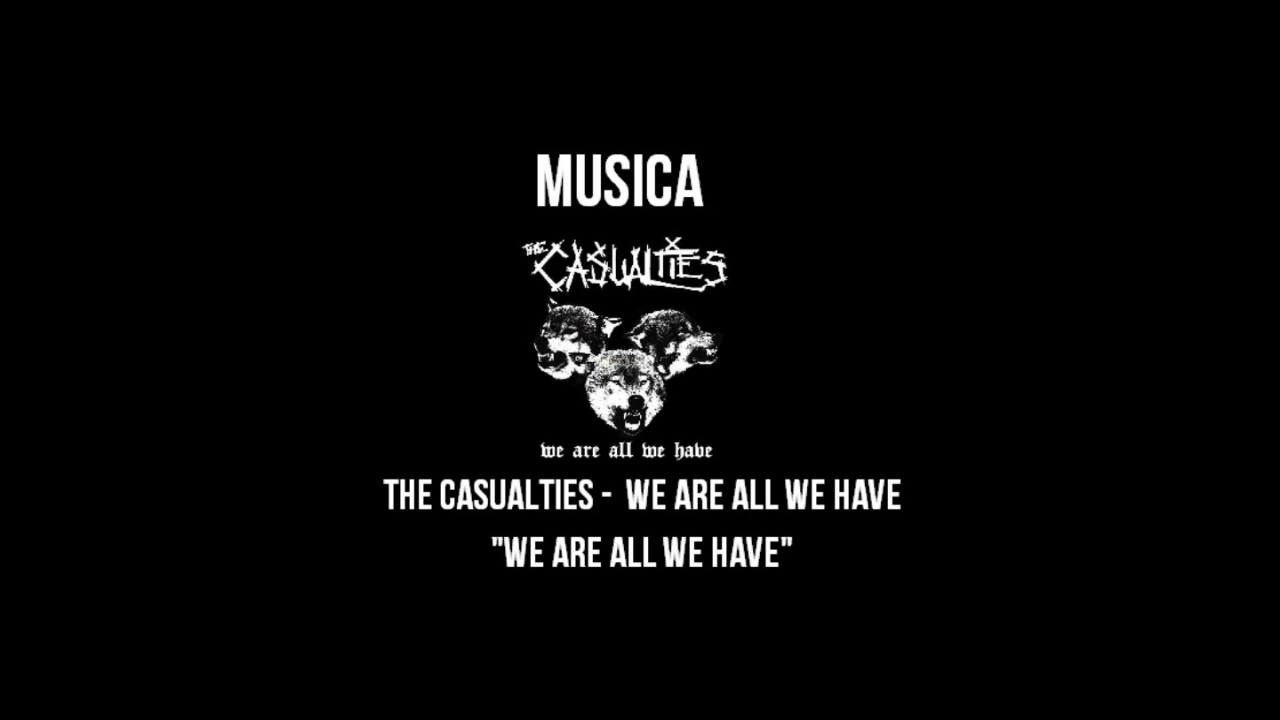 MUSICA
THE CASUALTIES
we are all we have
THE CASUALTIES - WE ARE ALL WE HAVE
"WE ARE ALL WE HAVE"